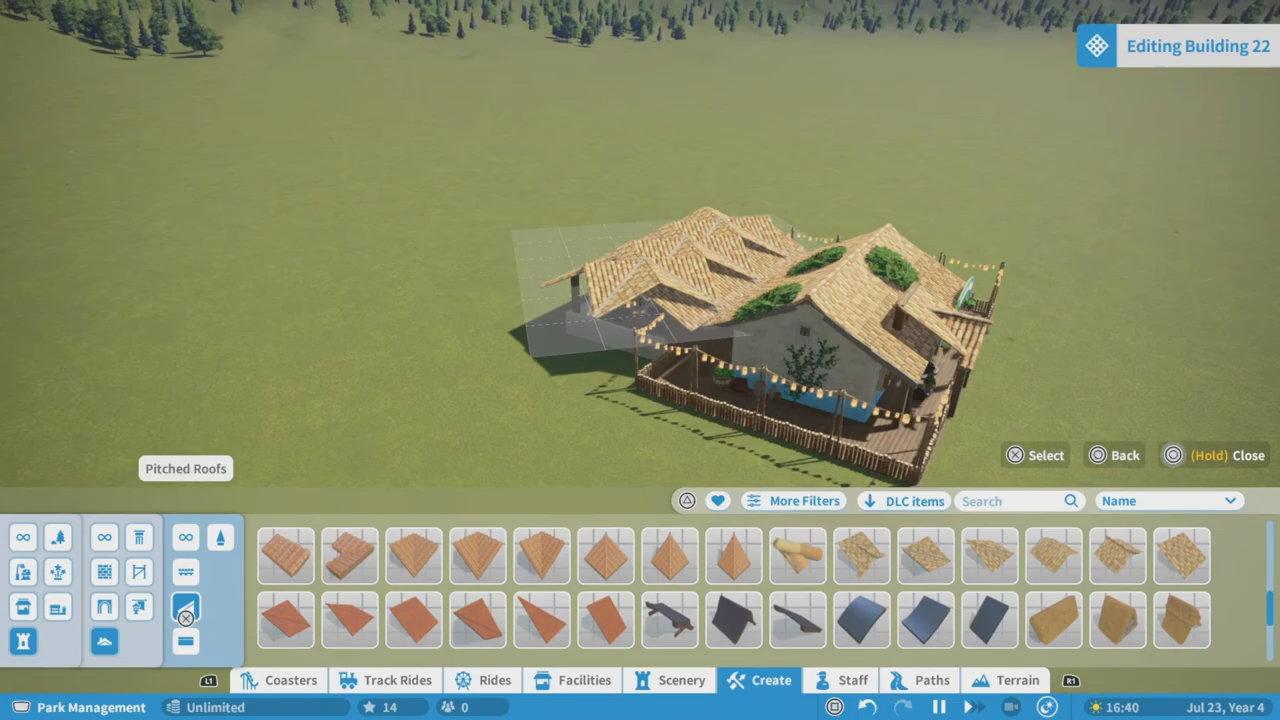 Editing Building 22
Select
Back
(Hold) Close
Pitched Roofs
More Filters
DLC items
Search
Name
L1
Coasters
Track Rides
Rides
Facilities
Scenery
Create
Staff
Paths
Terrain
R1
Park Management
Unlimited
14
0
16:40
Jul 23, Year 4